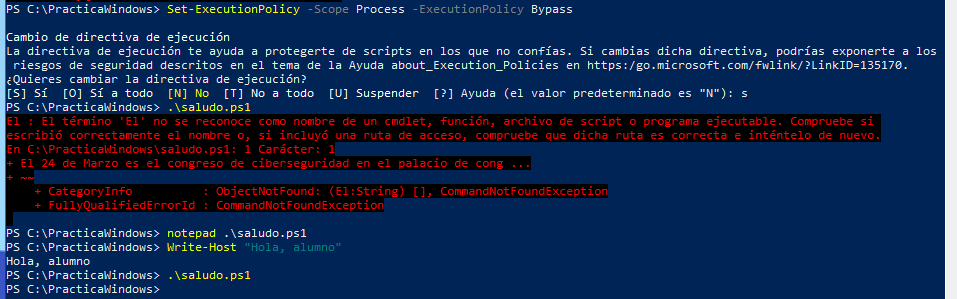 PS C:\PracticaWindows> Set-ExecutionPolicy -Scope Process -ExecutionPolicy Bypass
Cambio de directiva de ejecución
La directiva de ejecución te ayuda a protegerte de scripts en los que no confías. Si cambias dicha directiva, podrías exponerte a los
riesgos de seguridad descritos en el tema de la Ayuda about_Execution_Policies en https:/go.microsoft.com/fwlink/?LinkID=135170.
¿Quieres cambiar la directiva de ejecución?
[S] Sí  [O] Sí a todo  [N] No  [T] No a todo  [U] Suspender  [?] Ayuda (el valor predeterminado es "N"): s
PS C:\PracticaWindows> .\saludo.ps1
El : El término 'El' no se reconoce como nombre de un cmdlet, función, archivo de script o programa ejecutable. Compruebe si
escribió correctamente el nombre o, si incluyó una ruta de acceso, compruebe que dicha ruta es correcta e inténtelo de nuevo.
En C:\PracticaWindows\saludo.ps1: 1 Carácter: 1
+ El 24 de Marzo es el congreso de ciberseguridad en el palacio de cong ...
+ ~~
    + CategoryInfo          : ObjectNotFound: (El:String) [], CommandNotFoundException
    + FullyQualifiedErrorId : CommandNotFoundException
PS C:\PracticaWindows> notepad .\saludo.ps1
PS C:\PracticaWindows> Write-Host "Hola, alumno"
Hola, alumno
PS C:\PracticaWindows> .\saludo.ps1
PS C:\PracticaWindows>